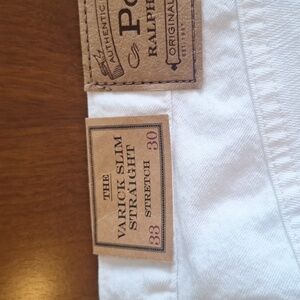 AUTHENTIC
Po
RALPH
ORIGINAL
THE
VARICK SLIM
STRAIGHT
33 STRETCH 30